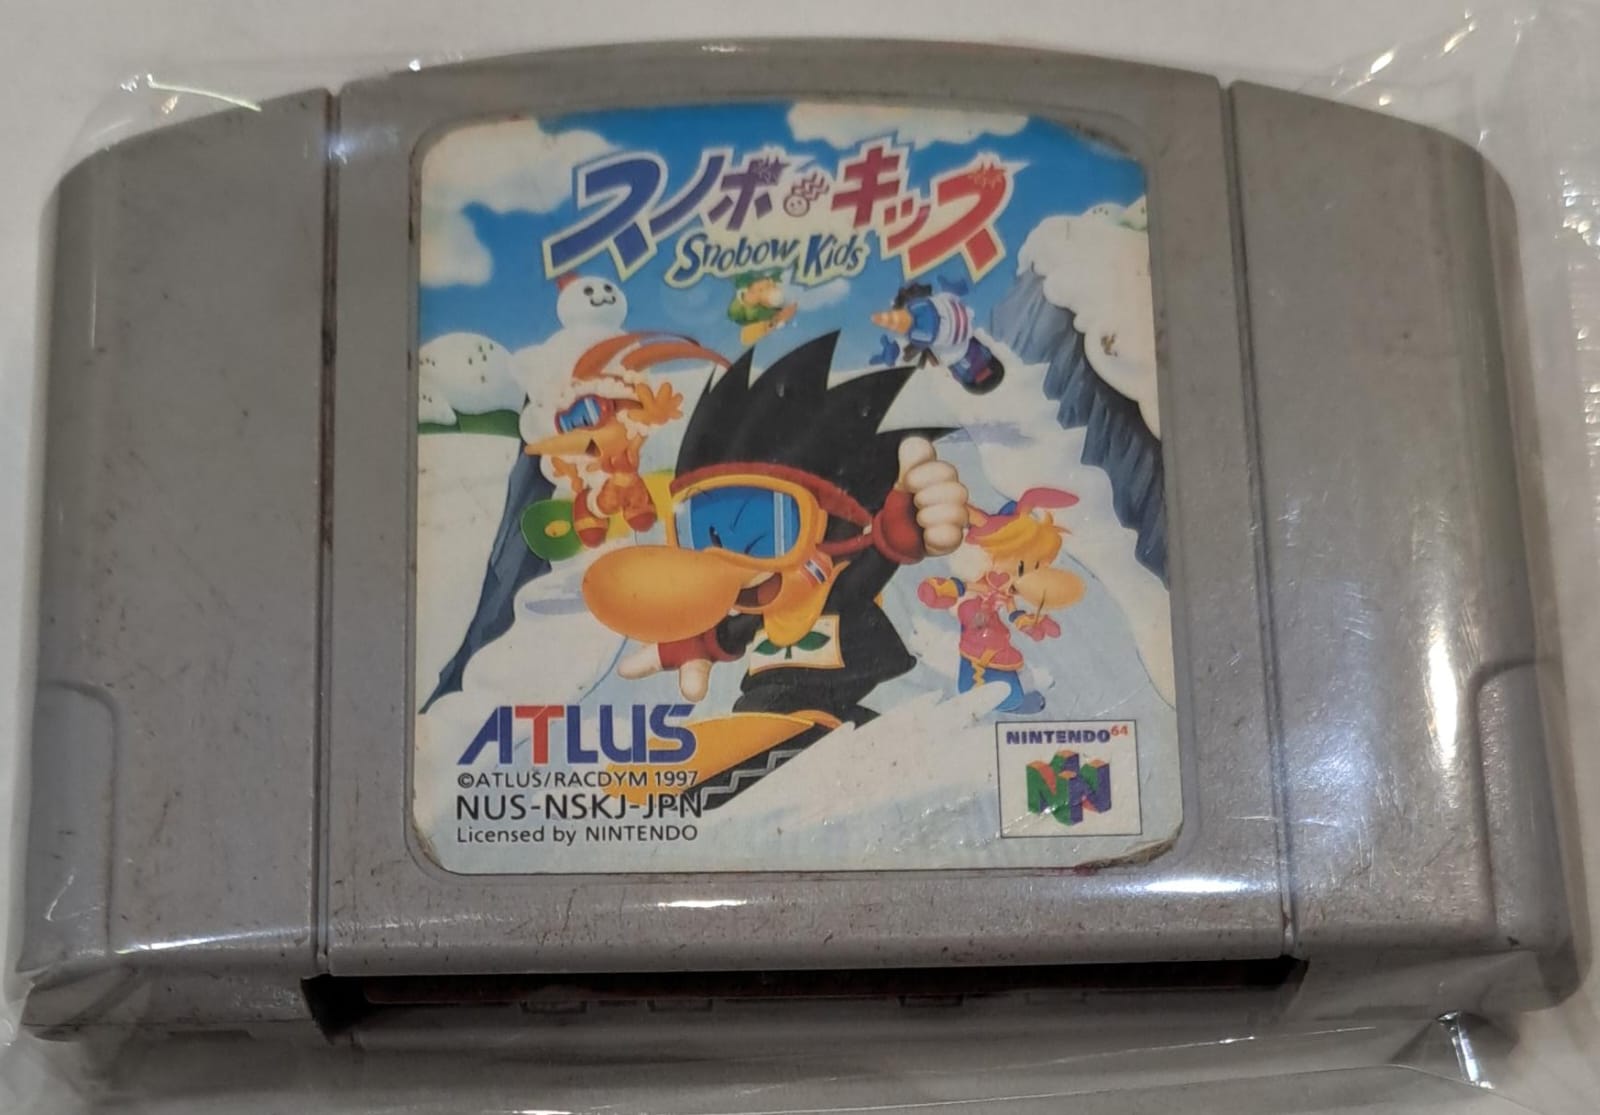 スノボキッズ
Snobow Kids
ATLUS
©ATLUS/RACDYM 1997
NUS-NSKJ-JPN
Licensed by NINTENDO
NINTENDO64